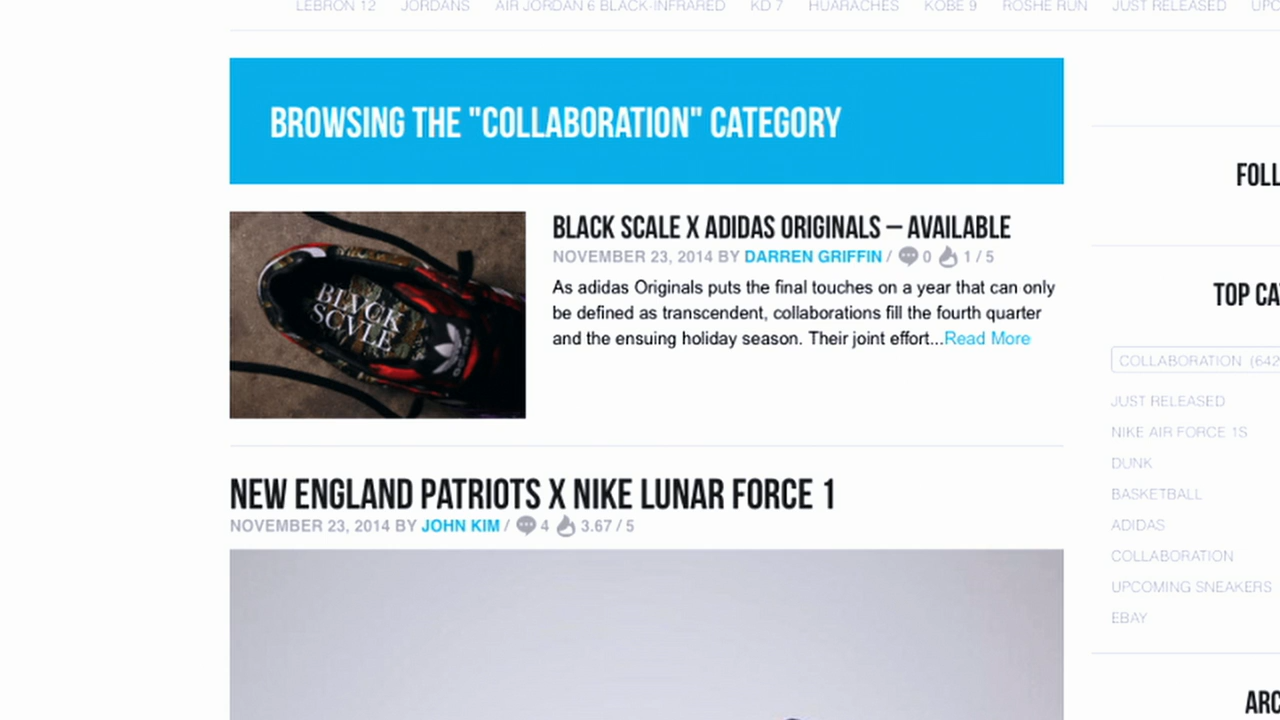 LEBRON 12 JORDANS AIR JORDAN 6 BLACK-INFRARED KD 7 HUARACHES KOBE 9 ROSHE RUN JUST RELEASED
BROWSING THE "COLLABORATION" CATEGORY
BLACK SCALE X ADIDAS ORIGINALS – AVAILABLE
NOVEMBER 23, 2014 BY DARREN GRIFFIN / 0 1 / 5
As adidas Originals puts the final touches on a year that can only
be defined as transcendent, collaborations fill the fourth quarter
and the ensuing holiday season. Their joint effort...Read More
BLVCK
SCVLE
NEW ENGLAND PATRIOTS X NIKE LUNAR FORCE 1
NOVEMBER 23, 2014 BY JOHN KIM / 4 3.67 / 5
TOP
COLLABORATION (642
JUST RELEASED
NIKE AIR FORCE 1S
DUNK
BASKETBALL
ADIDAS
COLLABORATION
UPCOMING SNEAKERS
EBAY